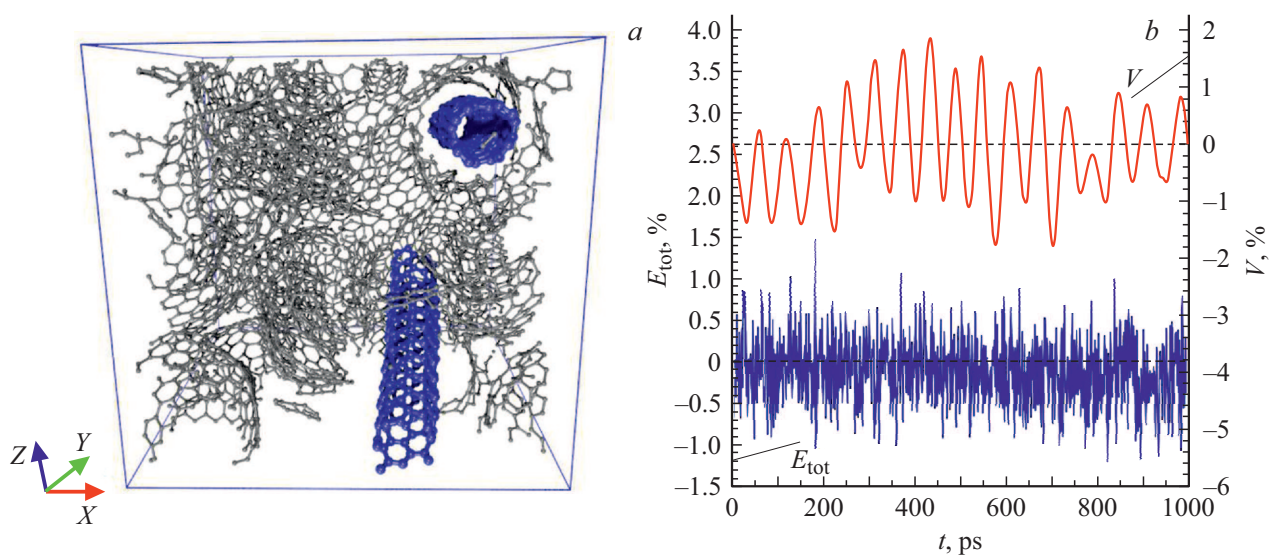 a
Z
Y
X
b
4.0
3.5
3.0
2.5
2.0
1.5
1.0
0.5
0
–0.5
–1.0
–1.5
E_tot, %
V
E_tot
2
1
0
–1
–2
–3
–4
–5
–6
V, %
0 200 400 600 800 1000
t, ps